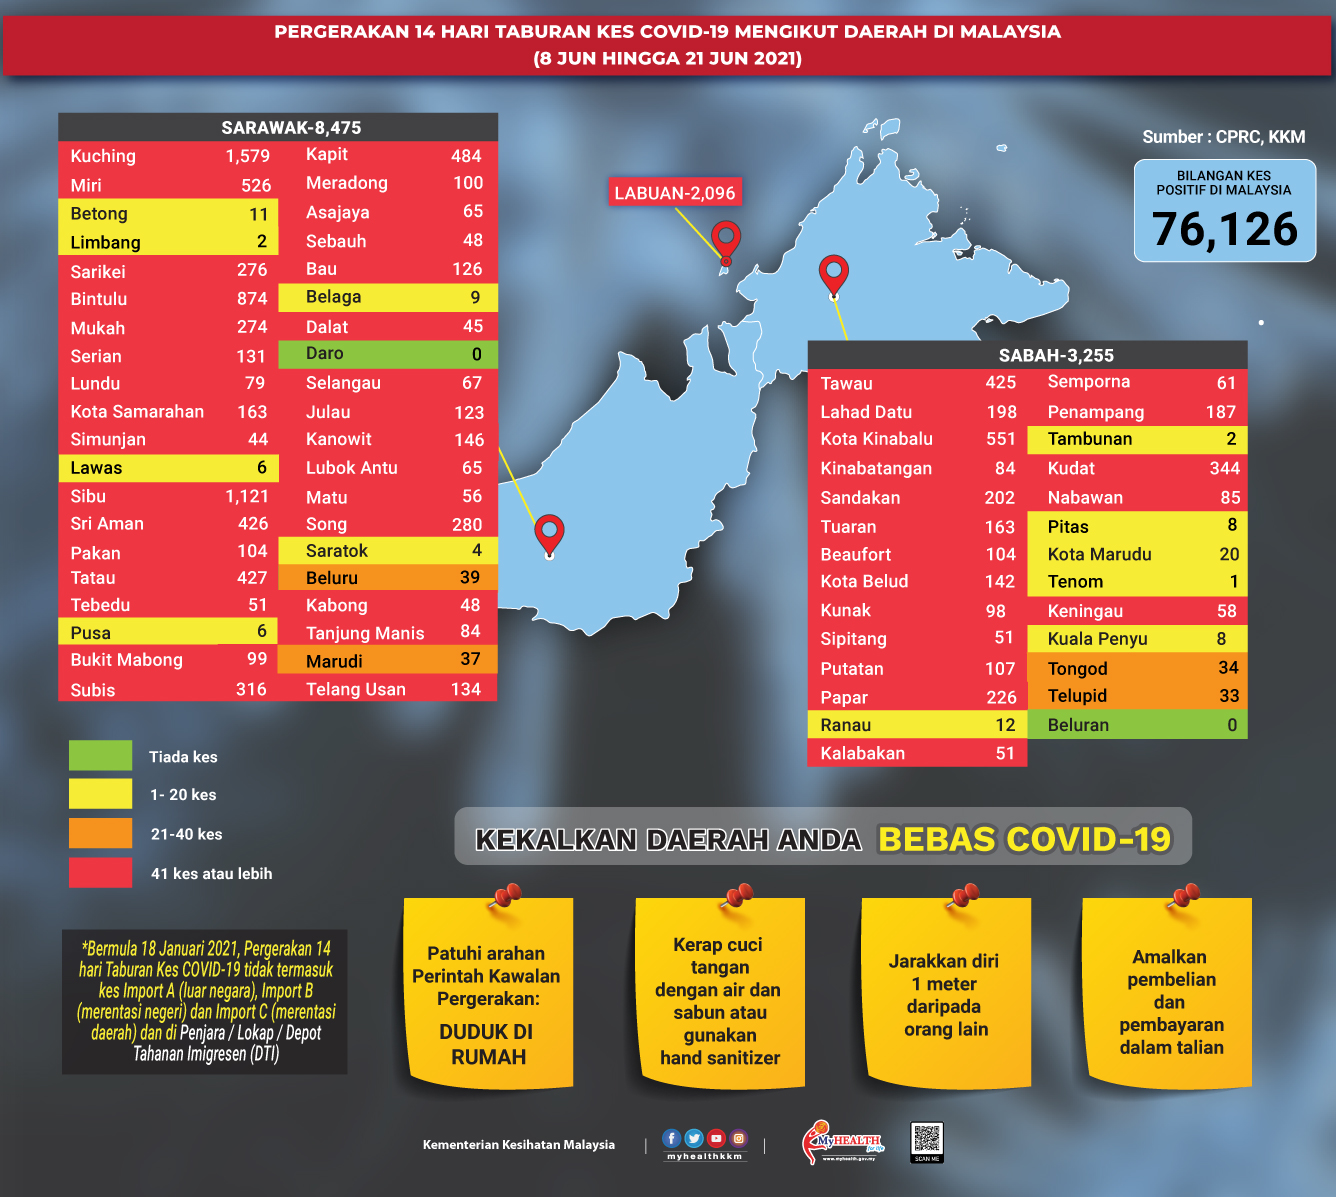 PERGERAKAN 14 HARI TABURAN KES COVID-19 MENGIKUT DAERAH DI MALAYSIA
(8 JUN HINGGA 21 JUN 2021)
Sumber : CPRC, KKM
BILANGAN KES
POSITIF DI MALAYSIA
76,126
LABUAN-2,096
SARAWAK-8,475
Kuching 1,579
Miri 526
Betong 11
Limbang 2
Sarikei 276
Bintulu 874
Mukah 274
Serian 131
Lundu 79
Kota Samarahan 163
Simunjan 44
Lawas 6
Sibu 1,121
Sri Aman 426
Pakan 104
Tatau 427
Tebedu 51
Pusa 6
Bukit Mabong 99
Subis 316
Kapit 484
Meradong 100
Asajaya 65
Sebauh 48
Bau 126
Belaga 9
Dalat 45
Daro 0
Selangau 67
Julau 123
Kanowit 146
Lubok Antu 65
Matu 56
Song 280
Saratok 4
Beluru 39
Kabong 48
Tanjung Manis 84
Marudi 37
Telang Usan 134
SABAH-3,255
Tawau 425
Lahad Datu 198
Kota Kinabalu 551
Kinabatangan 84
Sandakan 202
Tuaran 163
Beaufort 104
Kota Belud 142
Kunak 98
Sipitang 51
Putatan 107
Papar 226
Ranau 12
Kalabakan 51
Semporna 61
Penampang 187
Tambunan 2
Kudat 344
Nabawan 85
Pitas 8
Kota Marudu 20
Tenom 1
Keningau 58
Kuala Penyu 8
Tongod 34
Telupid 33
Beluran 0
Tiada kes
1- 20 kes
21-40 kes
41 kes atau lebih
KEKALKAN DAERAH ANDA BEBAS COVID-19
*Bermula 18 Januari 2021, Pergerakan 14
hari Taburan Kes COVID-19 tidak termasuk
kes Import A (luar negara), Import B
(merentasi negeri) dan Import C (merentasi
daerah) dan di Penjara / Lokap / Depot
Tahanan Imigresen (DTI)
Patuhi arahan
Perintah Kawalan
Pergerakan:
DUDUK DI
RUMAH
Kerap cuci
tangan
dengan air dan
sabun atau
gunakan
hand sanitizer
Jarakkan diri
1 meter
daripada
orang lain
Amalkan
pembelian
dan
pembayaran
dalam talian
Kementerian Kesihatan Malaysia
myhealthkkm
MyHEALTH
for life
www.myhealth.gov.my
SCAN ME